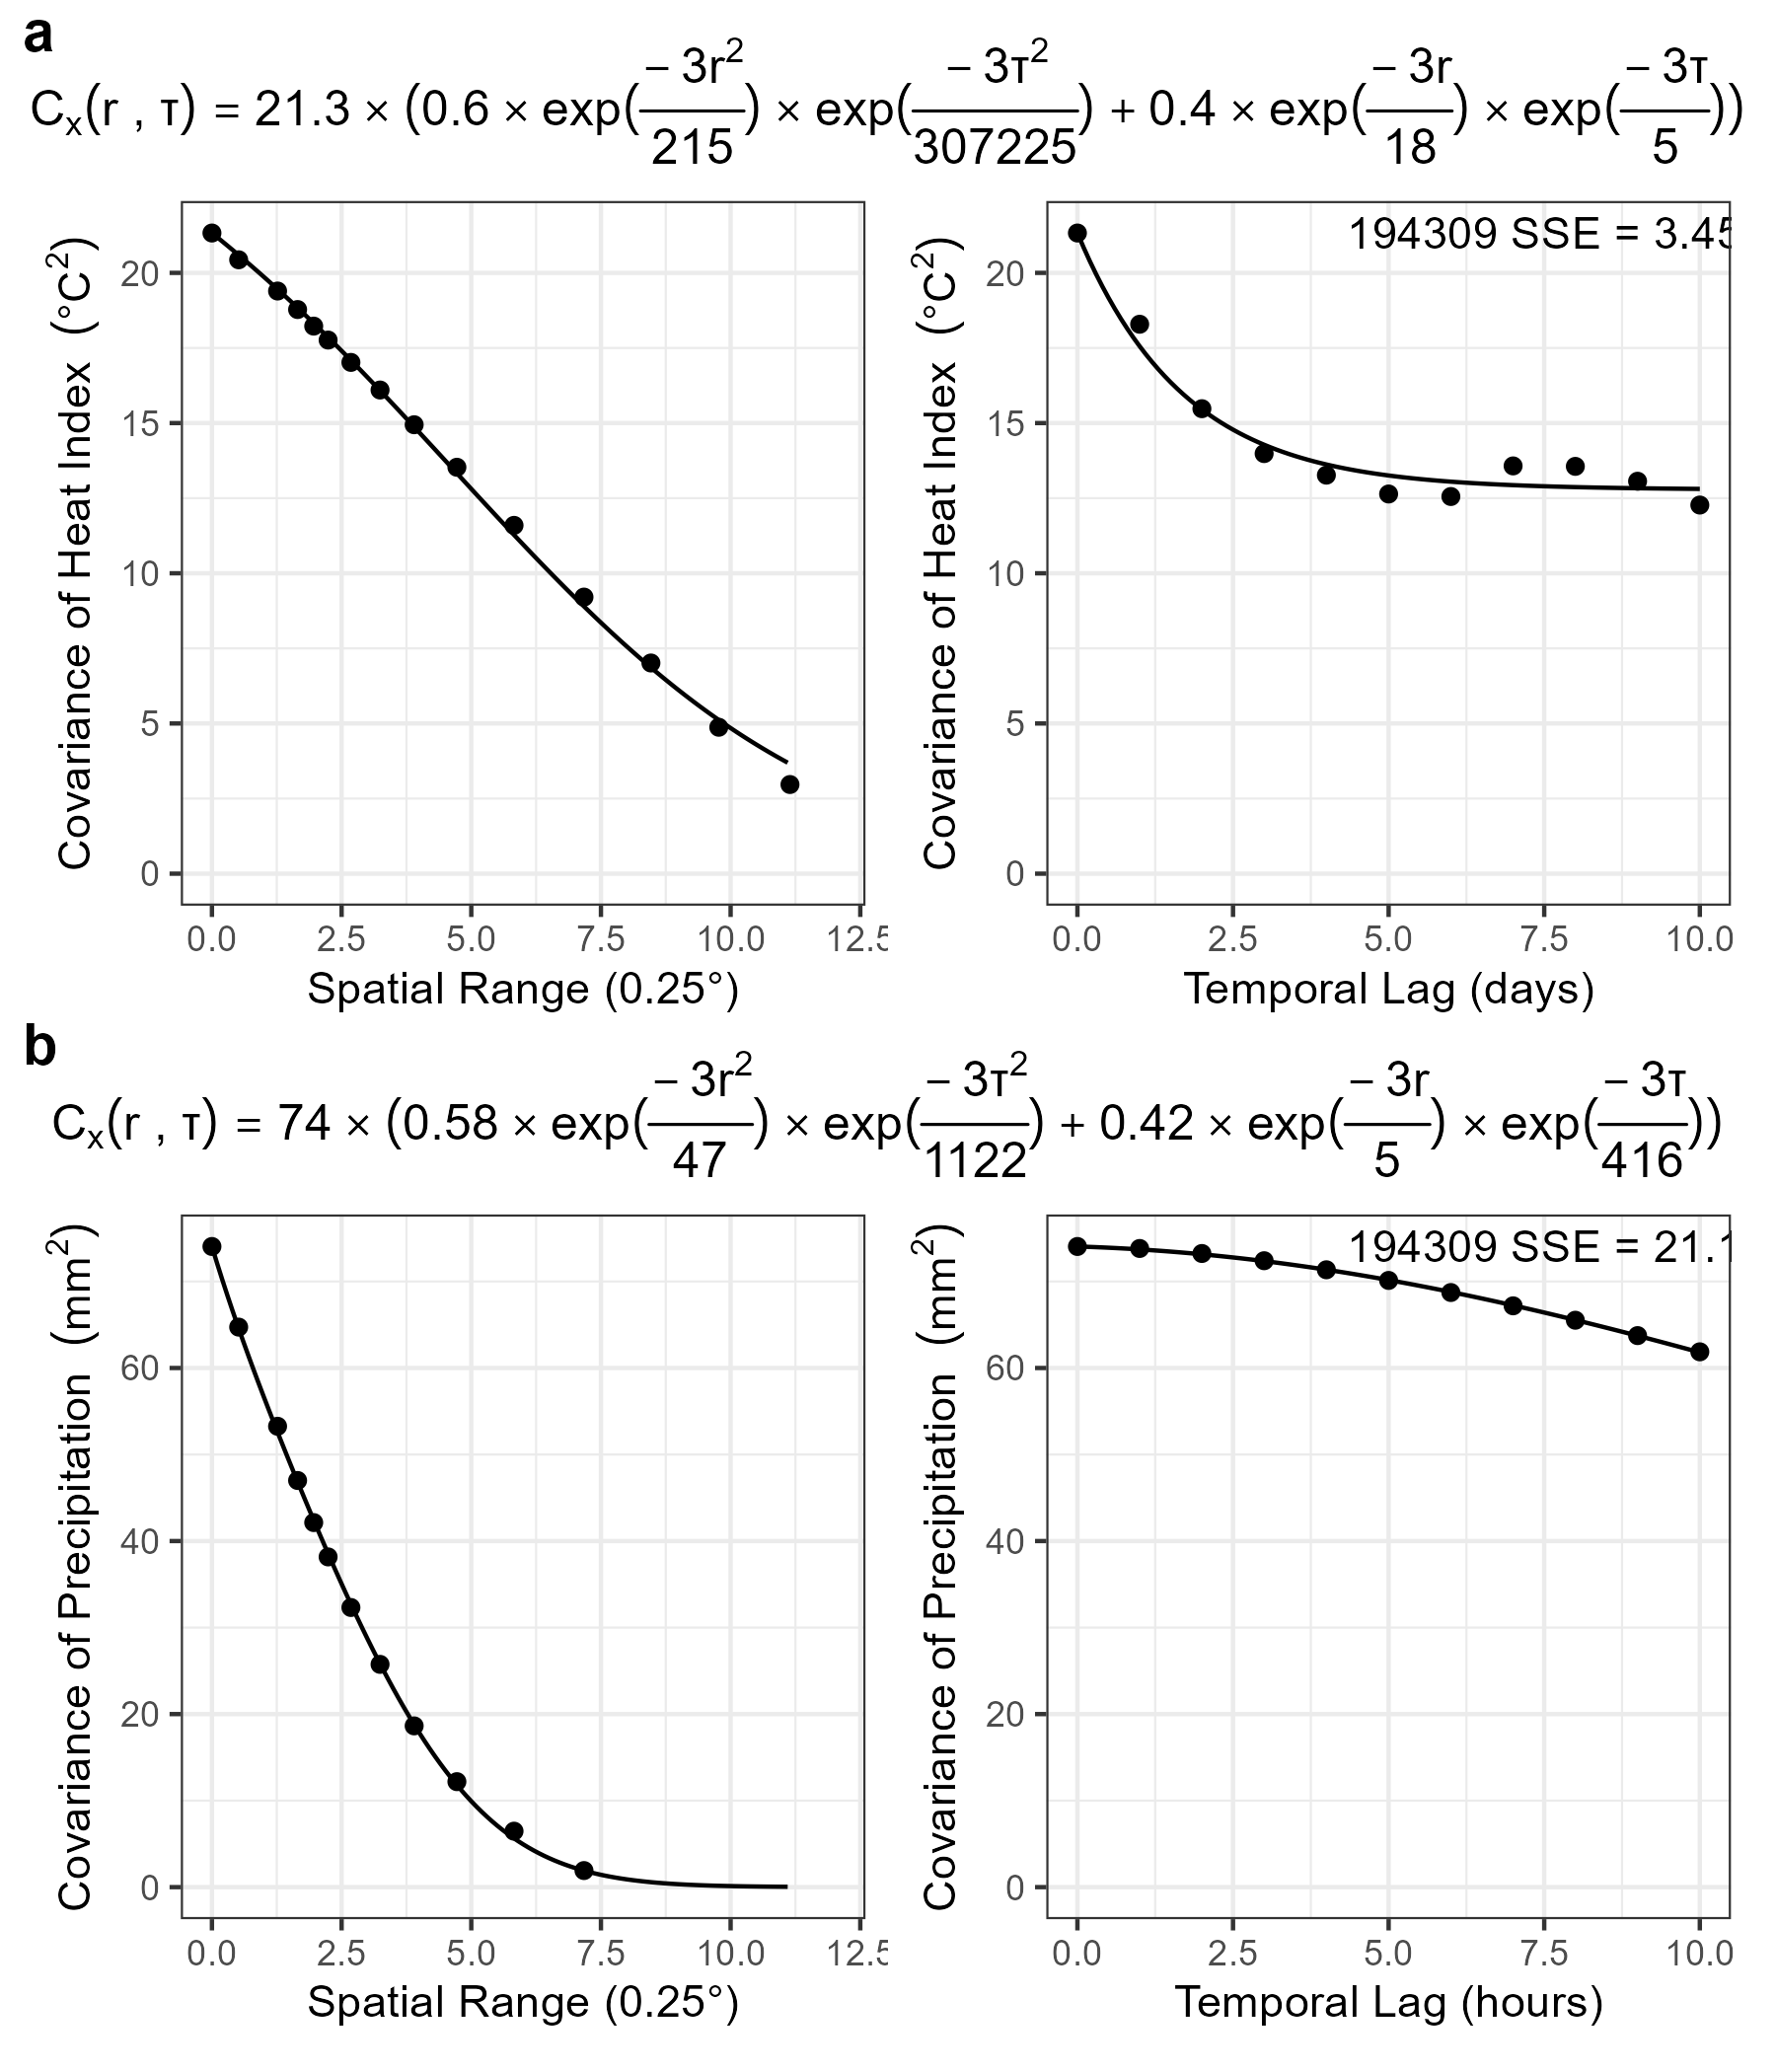 a
Cₓ(r , τ) = 21.3 × (0.6 × exp(− 3r² / 215) × exp(− 3τ² / 307225) + 0.4 × exp(− 3r / 18) × exp(− 3τ / 5))
Covariance of Heat Index (°C²)
20
15
10
5
0
0.0 2.5 5.0 7.5 10.0 12.5
Spatial Range (0.25°)
194309 SSE = 3.45
Covariance of Heat Index (°C²)
20
15
10
5
0
0.0 2.5 5.0 7.5 10.0
Temporal Lag (days)
b
Cₓ(r , τ) = 74 × (0.58 × exp(− 3r² / 47) × exp(− 3τ² / 1122) + 0.42 × exp(− 3r / 5) × exp(− 3τ / 416))
Covariance of Precipitation (mm²)
60
40
20
0
0.0 2.5 5.0 7.5 10.0 12.5
Spatial Range (0.25°)
194309 SSE = 21.1
Covariance of Precipitation (mm²)
60
40
20
0
0.0 2.5 5.0 7.5 10.0
Temporal Lag (hours)